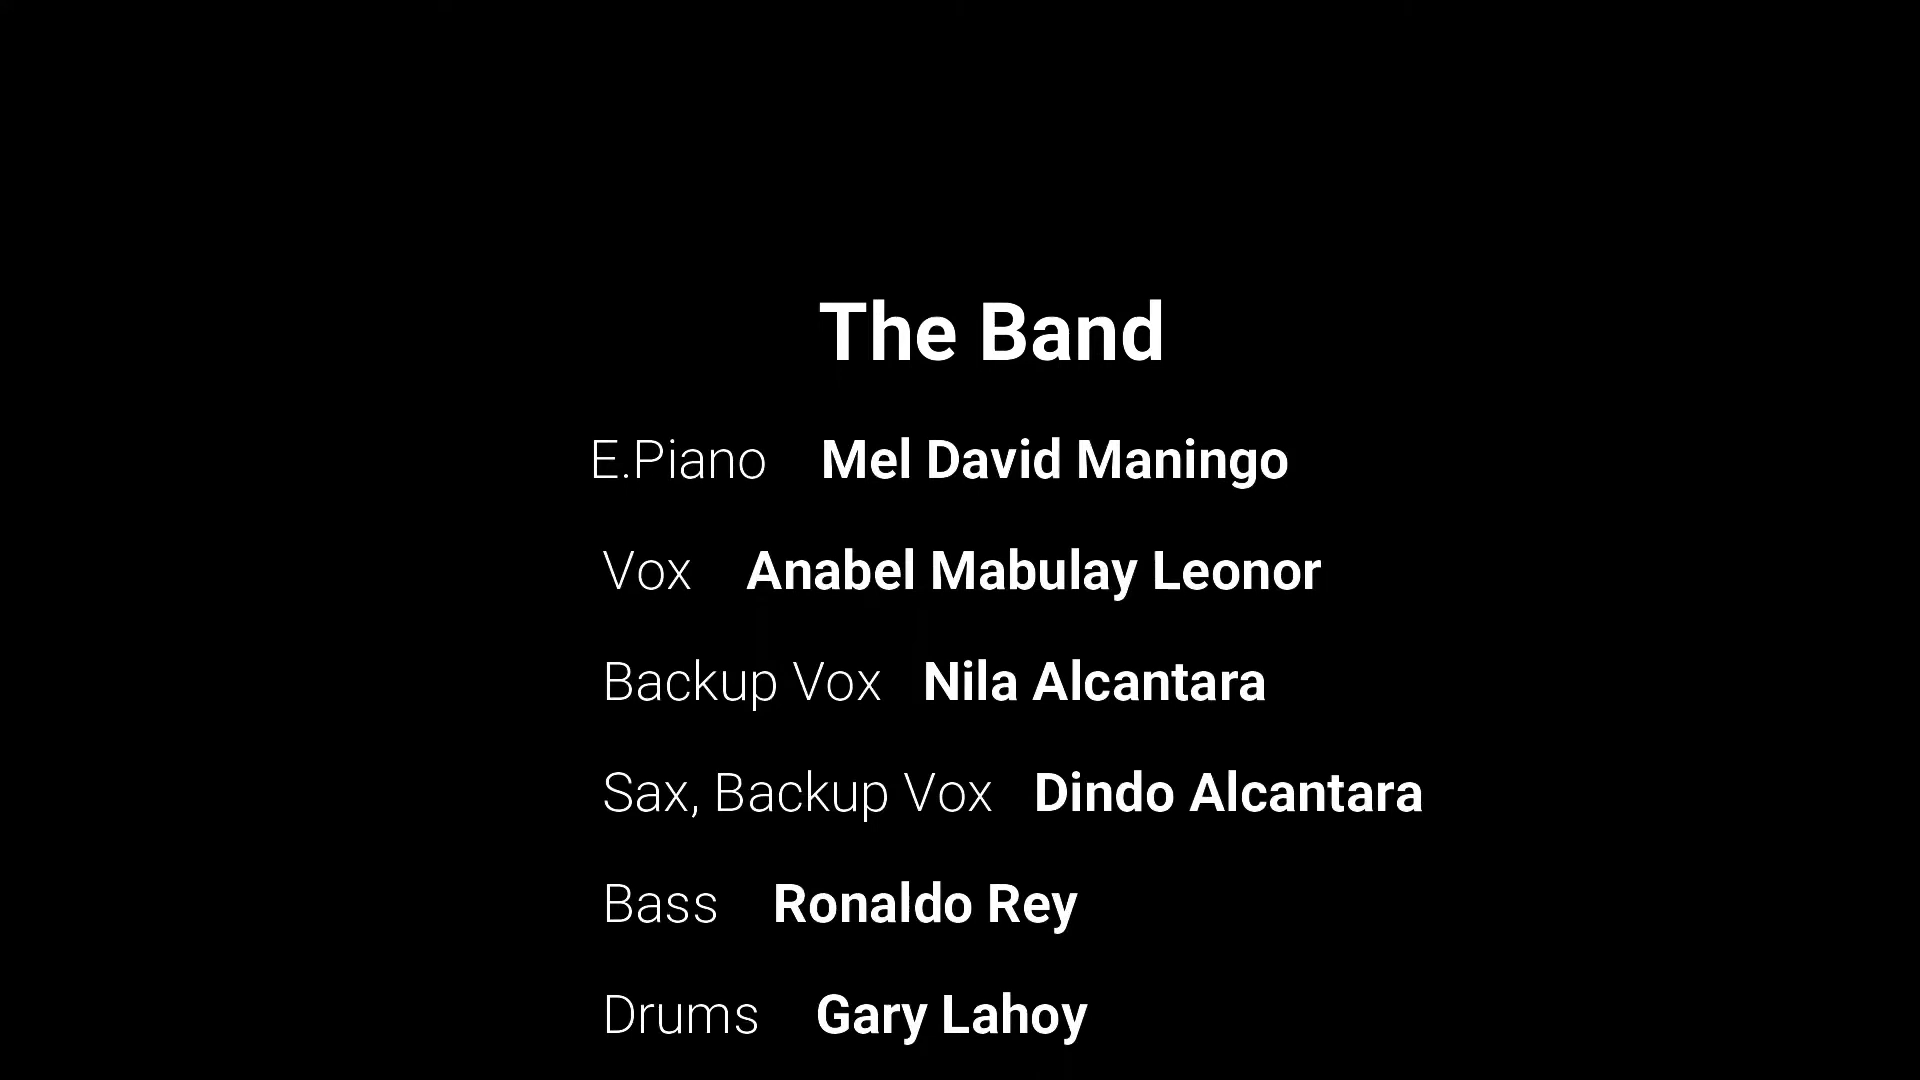 The Band
E.Piano Mel David Maningo
Vox Anabel Mabulay Leonor
Backup Vox Nila Alcantara
Sax, Backup Vox Dindo Alcantara
Bass Ronaldo Rey
Drums Gary Lahoy